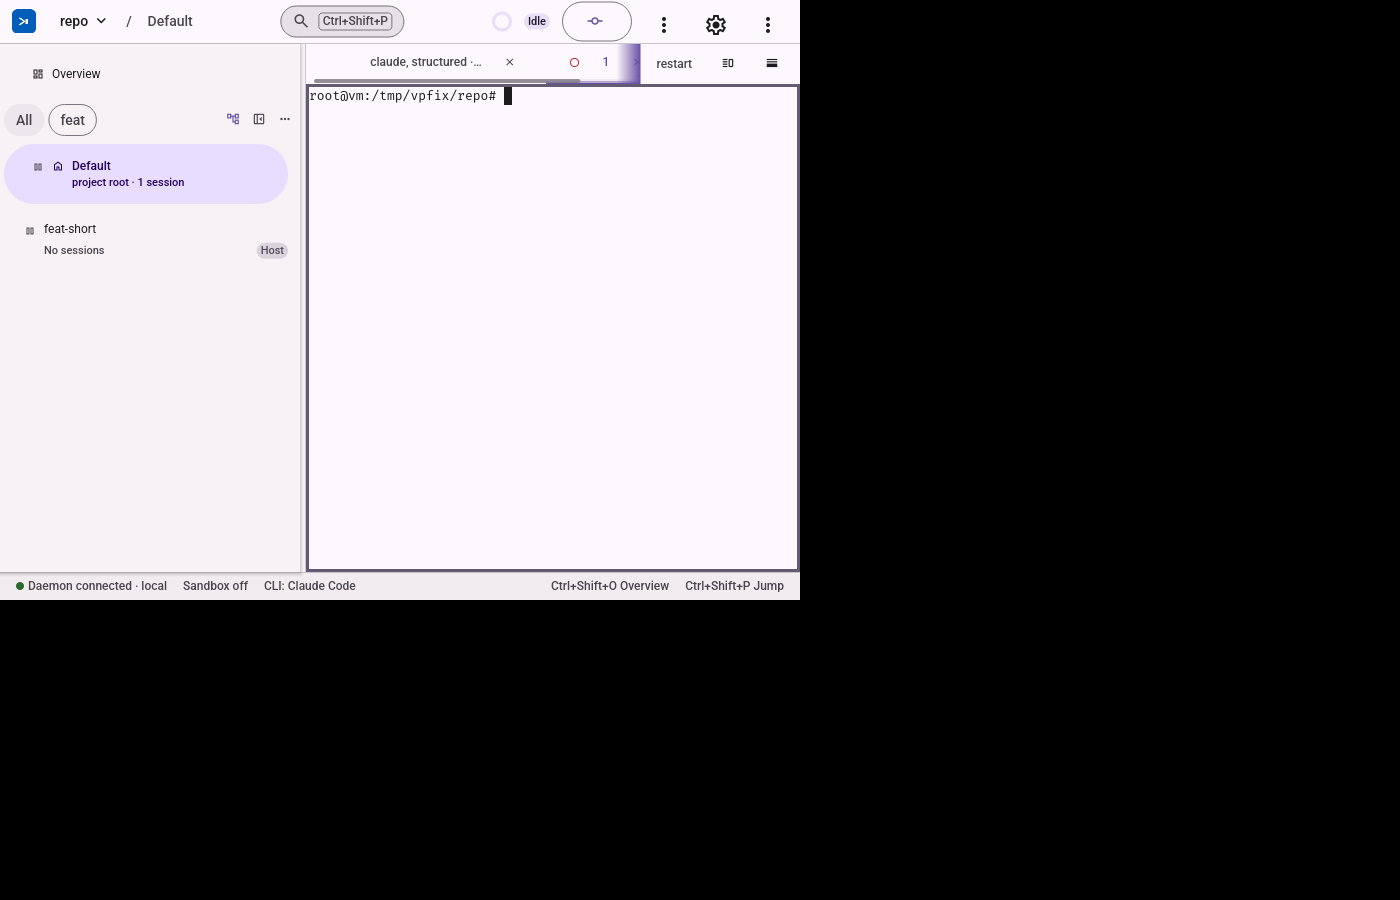 repo / Default
Ctrl+Shift+P
Idle
Overview
All
feat
Default
project root · 1 session
feat-short
No sessions
Host
claude, structured ·…
1
restart
root@vm:/tmp/vpfix/repo#
Daemon connected · local
Sandbox off
CLI: Claude Code
Ctrl+Shift+O Overview
Ctrl+Shift+P Jump